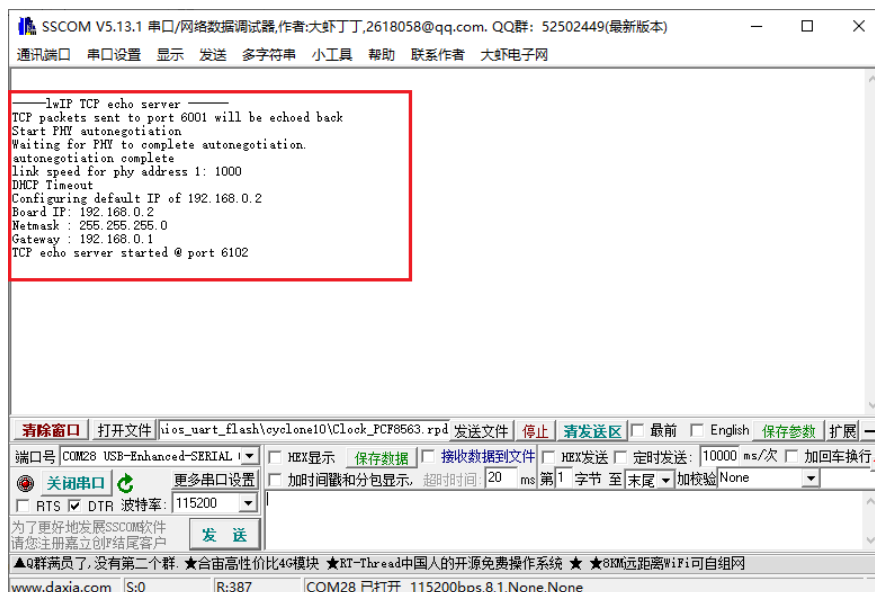 SSCOM V5.13.1 串口/网络数据调试器,作者:大虾丁丁,2618058@qq.com. QQ群: 52502449(最新版本)
通讯端口 串口设置 显示 发送 多字符串 小工具 帮助 联系作者 大虾电子网
-----lwIP TCP echo server ------
TCP packets sent to port 6001 will be echoed back
Start PHY autonegotiation
Waiting for PHY to complete autonegotiation.
autonegotiation complete
link speed for phy address 1: 1000
DHCP Timeout
Configuring default IP of 192.168.0.2
Board IP: 192.168.0.2
Netmask : 255.255.255.0
Gateway : 192.168.0.1
TCP echo server started @ port 6102
清除窗口 打开文件 ios_uart_flash\cyclone10\Clock_PCF8563.rpd 发送文件 停止 清发送区 最前 English 保存参数 扩展 —
端口号 COM28 USB-Enhanced-SERIAL HEX显示 保存数据 接收数据到文件 HEX发送 定时发送: 10000 ms/次 加回车换行
关闭串口 更多串口设置 加时间戳和分包显示, 超时时间: 20 ms 第1 字节 至 末尾 加校验 None
RTS DTR 波特率: 115200
为了更好地发展SSCOM软件
请您注册嘉立创F结尾客户
发 送
▲Q群满员了,没有第二个群. ★合宙高性价比4G模块 ★RT-Thread中国人的开源免费操作系统 ★ ★8KM远距离WiFi可自组网
www.daxia.com S:0 R:387 COM28 已打开 115200bps,8,1,None,None